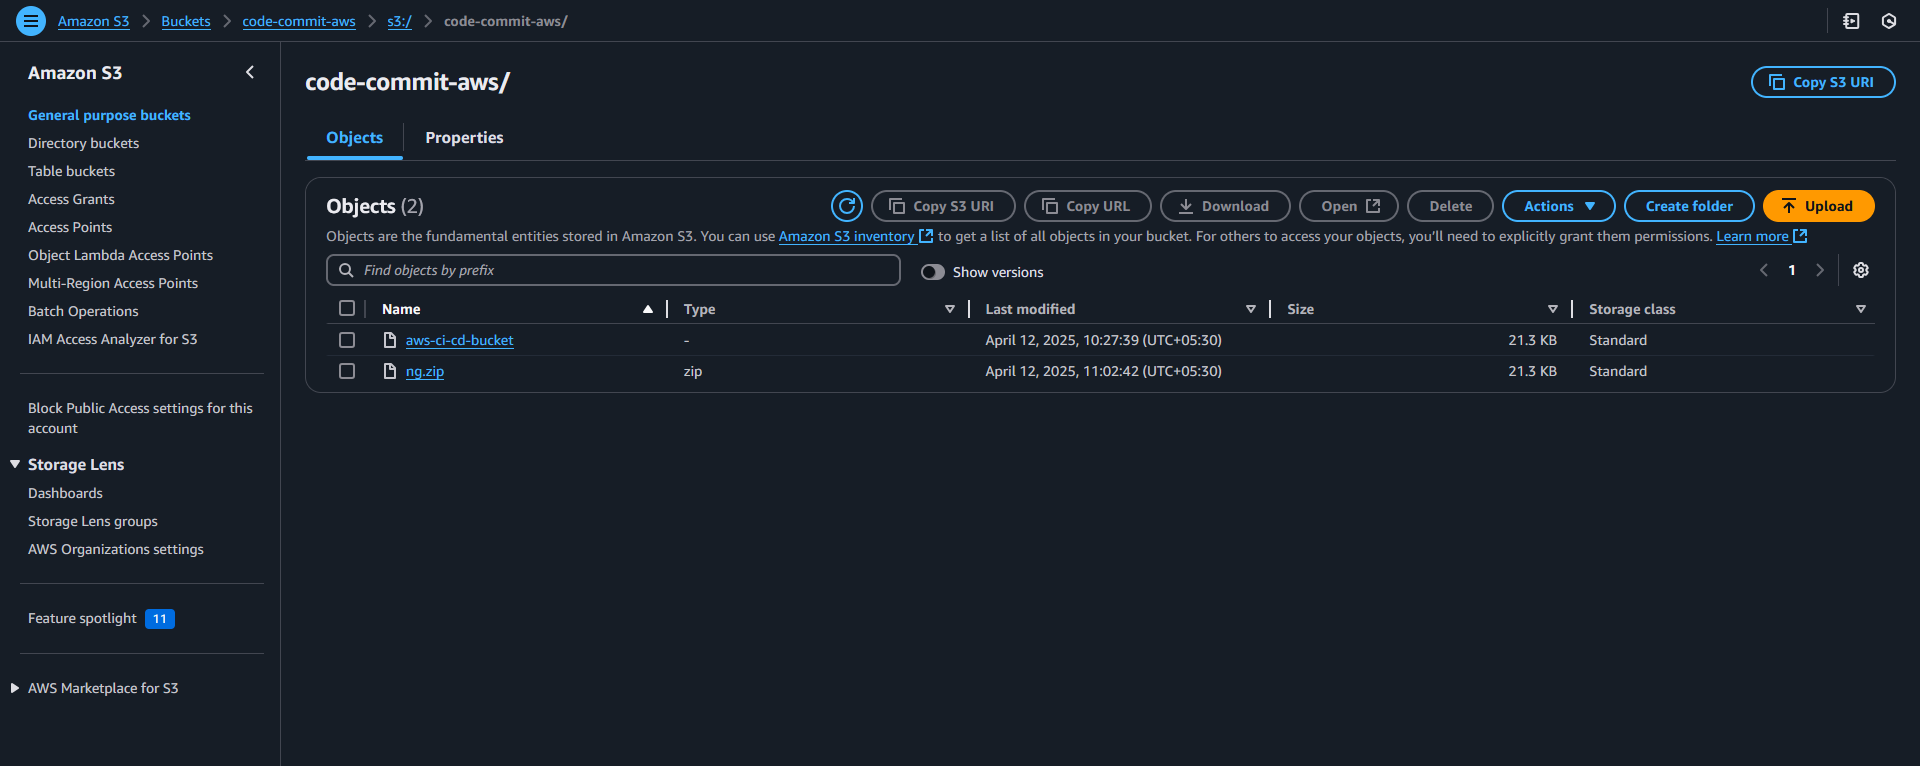 Amazon S3 > Buckets > code-commit-aws > s3:/ > code-commit-aws/
Amazon S3
General purpose buckets
Directory buckets
Table buckets
Access Grants
Access Points
Object Lambda Access Points
Multi-Region Access Points
Batch Operations
IAM Access Analyzer for S3
Block Public Access settings for this
account
Storage Lens
Dashboards
Storage Lens groups
AWS Organizations settings
Feature spotlight 11
AWS Marketplace for S3
code-commit-aws/
Copy S3 URI
Objects Properties
Objects (2)
Copy S3 URI Copy URL Download Open Delete Actions Create folder Upload
Objects are the fundamental entities stored in Amazon S3. You can use Amazon S3 inventory to get a list of all objects in your bucket. For others to access your objects, you'll need to explicitly grant them permissions. Learn more
Find objects by prefix Show versions 1
Name Type Last modified Size Storage class
aws-ci-cd-bucket - April 12, 2025, 10:27:39 (UTC+05:30) 21.3 KB Standard
ng.zip zip April 12, 2025, 11:02:42 (UTC+05:30) 21.3 KB Standard